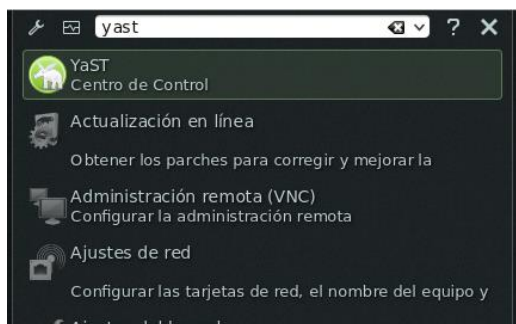 yast
?
YaST
Centro de Control
Actualización en línea
Obtener los parches para corregir y mejorar la
Administración remota (VNC)
Configurar la administración remota
Ajustes de red
Configurar las tarjetas de red, el nombre del equipo y